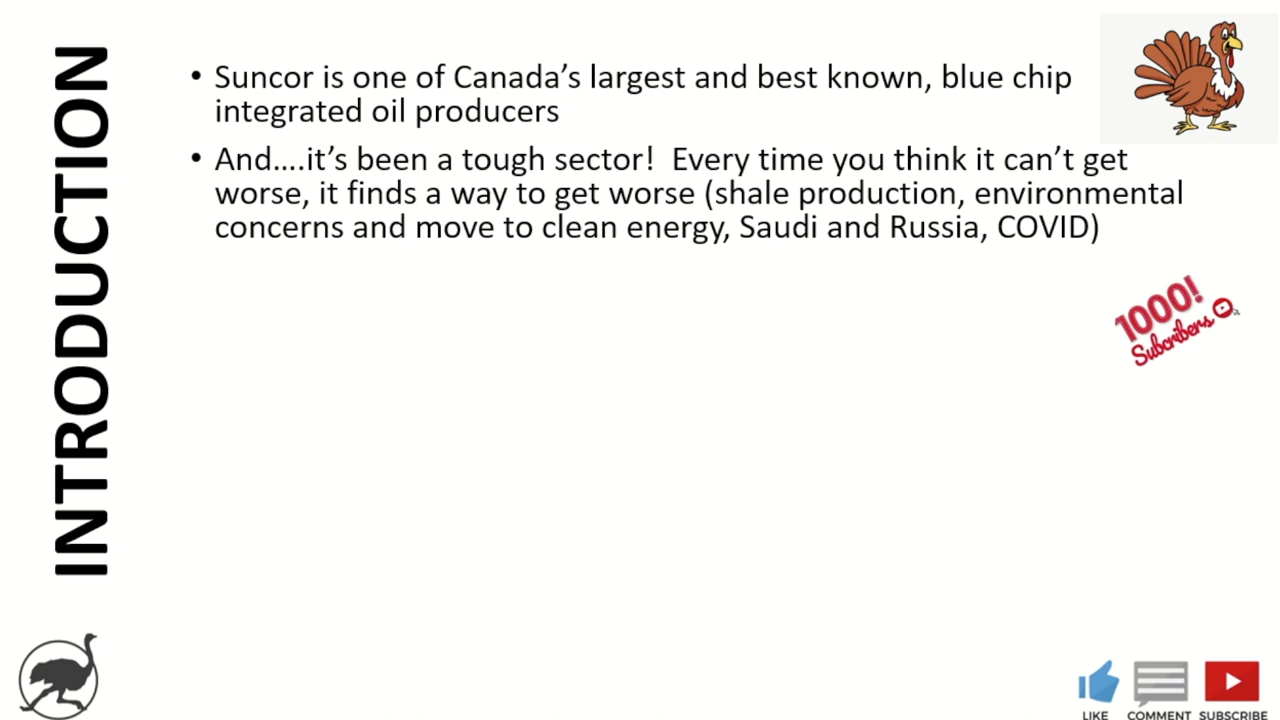 INTRODUCTION
• Suncor is one of Canada’s largest and best known, blue chip
integrated oil producers
• And….it’s been a tough sector!  Every time you think it can’t get
worse, it finds a way to get worse (shale production, environmental
concerns and move to clean energy, Saudi and Russia, COVID)
1000!
Subcribers
LIKE COMMENT SUBSCRIBE